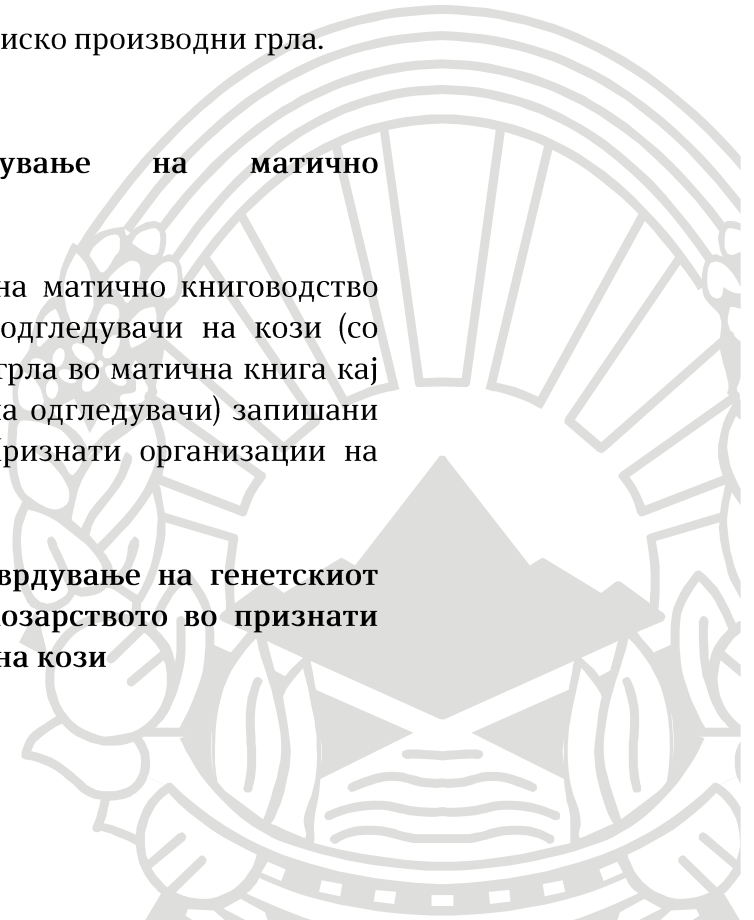 иско производни грла.
ување на матично
на матично книговодство
одгледувачи на кози (со
грла во матична книга кај
а одгледувачи) запишани
ризнати организации на
врдување на генетскиот
озарството во признати
на кози